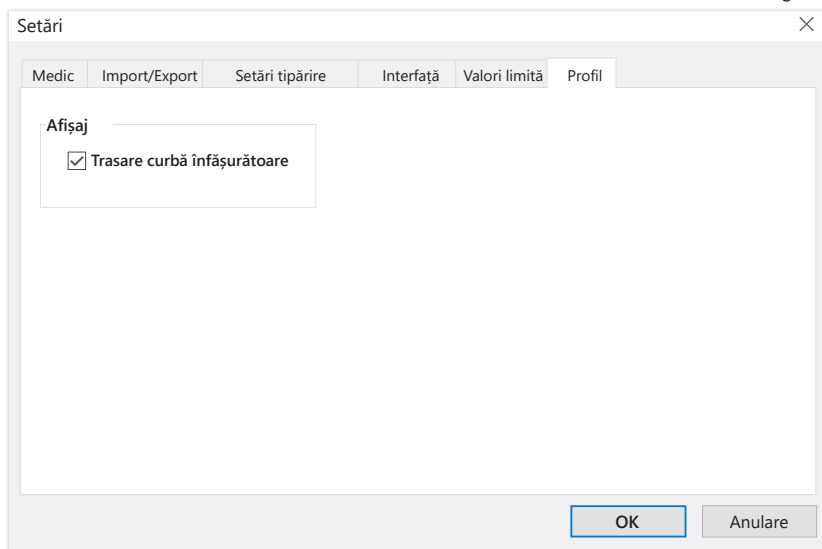 Setări
Medic Import/Export Setări tipărire Interfață Valori limită Profil
Afișaj
Trasare curbă înfășurătoare
OK Anulare